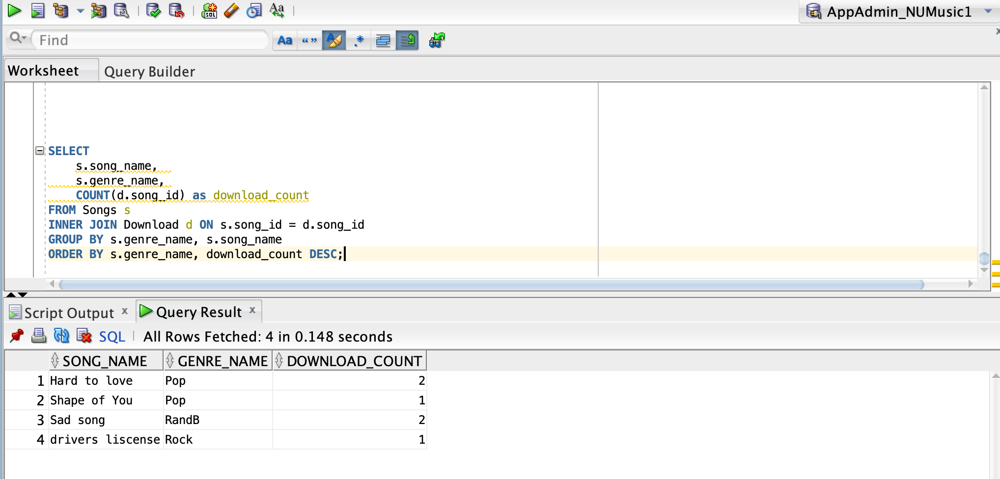 SQL
Aa
AppAdmin_NUMusic1
Find
Aa “ ” .*
Worksheet Query Builder
SELECT
s.song_name,
s.genre_name,
COUNT(d.song_id) as download_count
FROM Songs s
INNER JOIN Download d ON s.song_id = d.song_id
GROUP BY s.genre_name, s.song_name
ORDER BY s.genre_name, download_count DESC;
Script Output x Query Result x
SQL All Rows Fetched: 4 in 0.148 seconds
SONG_NAME GENRE_NAME DOWNLOAD_COUNT
1 Hard to love Pop 2
2 Shape of You Pop 1
3 Sad song RandB 2
4 drivers liscense Rock 1